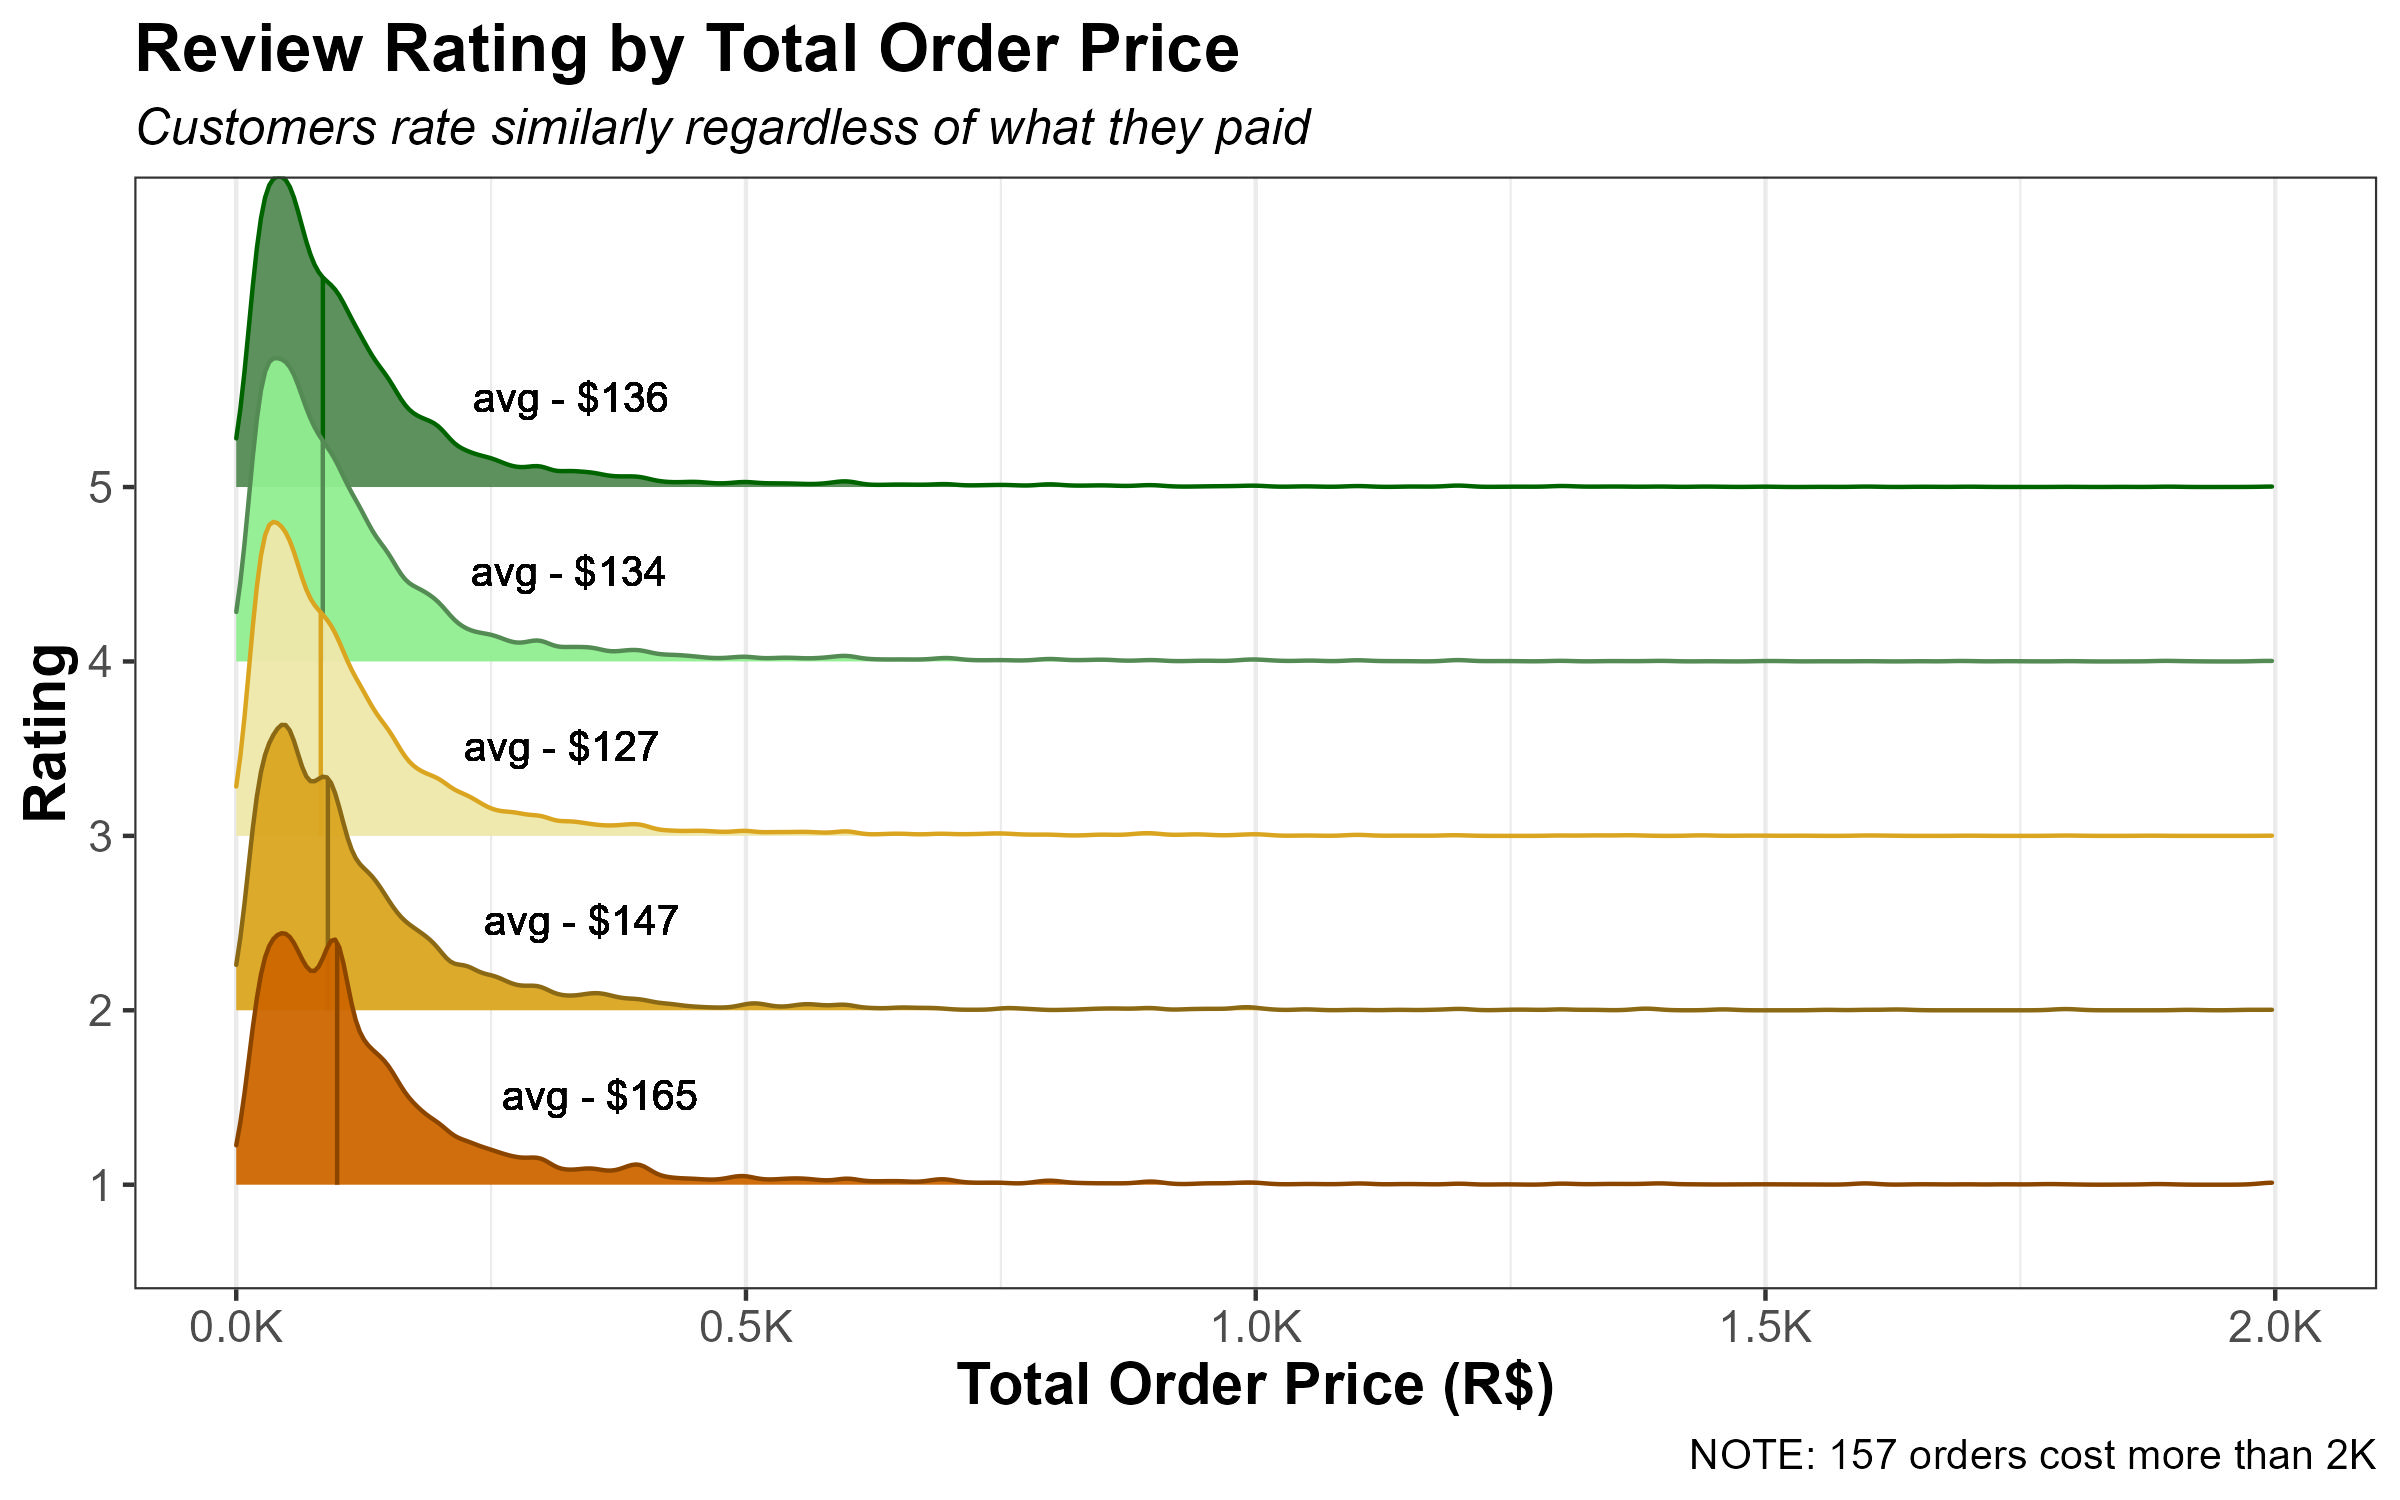 Review Rating by Total Order Price
Customers rate similarly regardless of what they paid
avg - $136
5
avg - $134
4
avg - $127
3
avg - $147
2
avg - $165
1
Rating
0.0K 0.5K 1.0K 1.5K 2.0K
Total Order Price (R$)
NOTE: 157 orders cost more than 2K